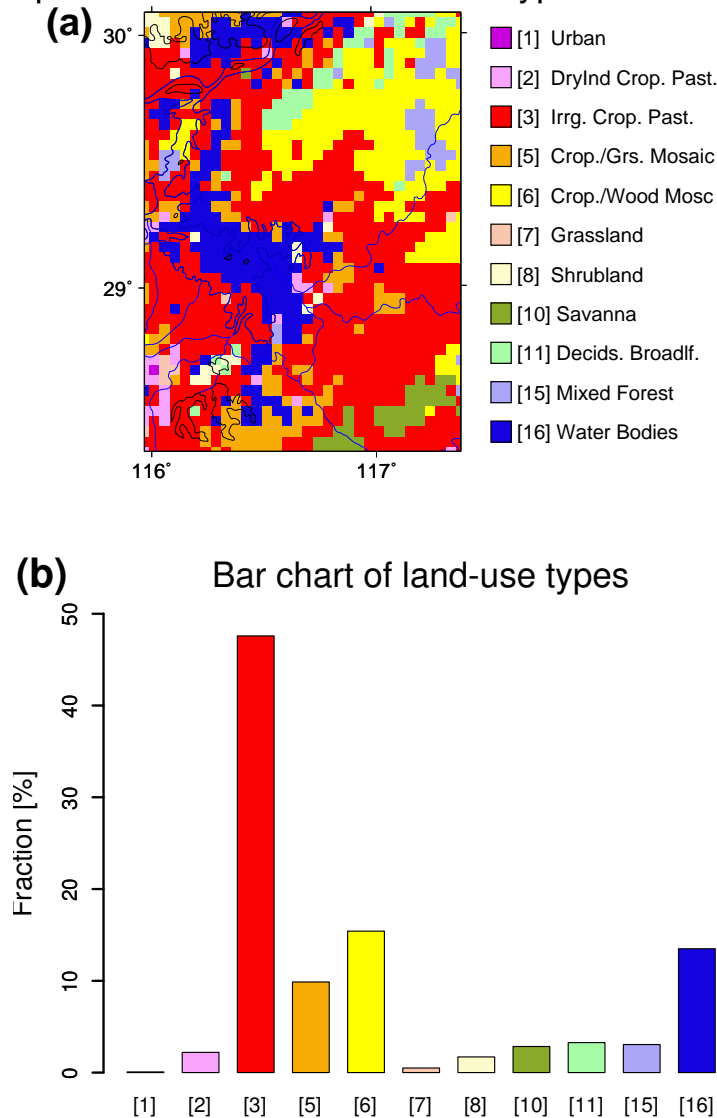 (a)
30°
29°
116°
117°
[1] Urban
[2] Drylnd Crop. Past.
[3] Irrg. Crop. Past.
[5] Crop./Grs. Mosaic
[6] Crop./Wood Mosc
[7] Grassland
[8] Shrubland
[10] Savanna
[11] Decids. Broadlf.
[15] Mixed Forest
[16] Water Bodies
(b)
Bar chart of land-use types
Fraction [%]
50
40
30
20
10
0
[1] [2] [3] [5] [6] [7] [8] [10] [11] [15] [16]